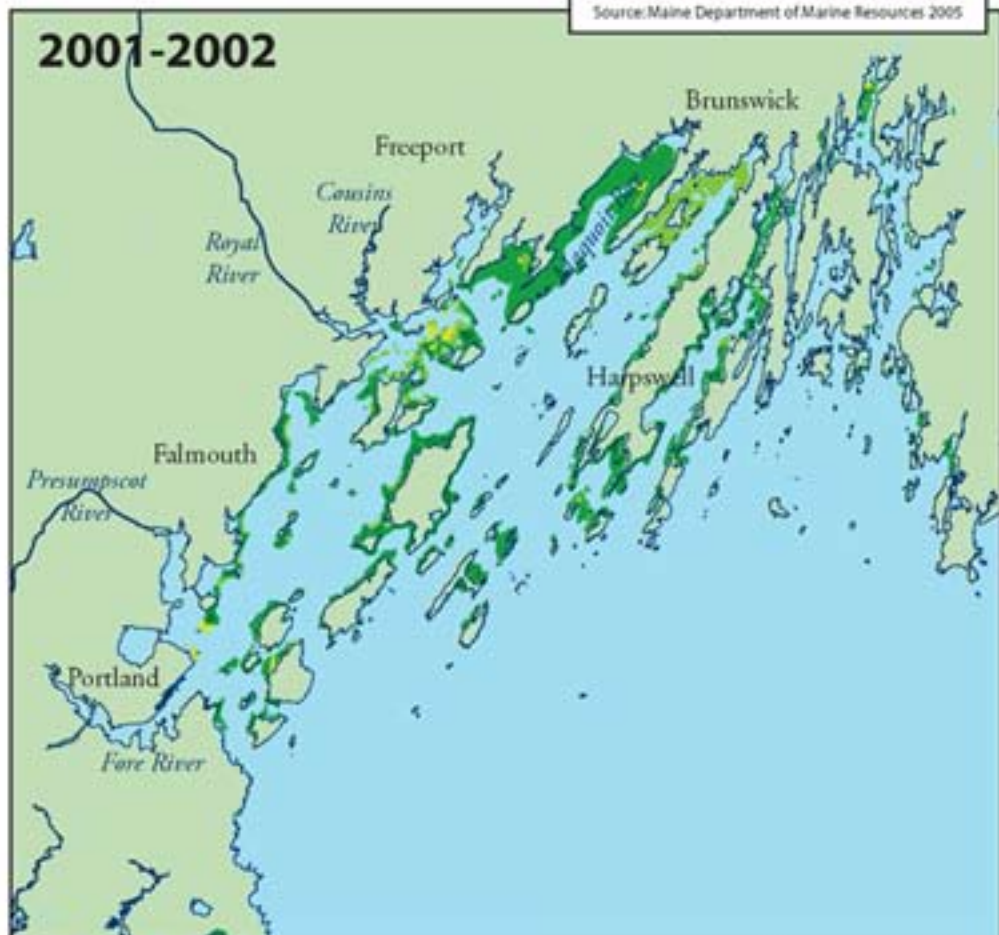 Source: Maine Department of Marine Resources 2005
2001-2002
Brunswick
Freeport
Cousins
River
Royal
River
Harpswell
Falmouth
Presumpscot
River
Portland
Fore River